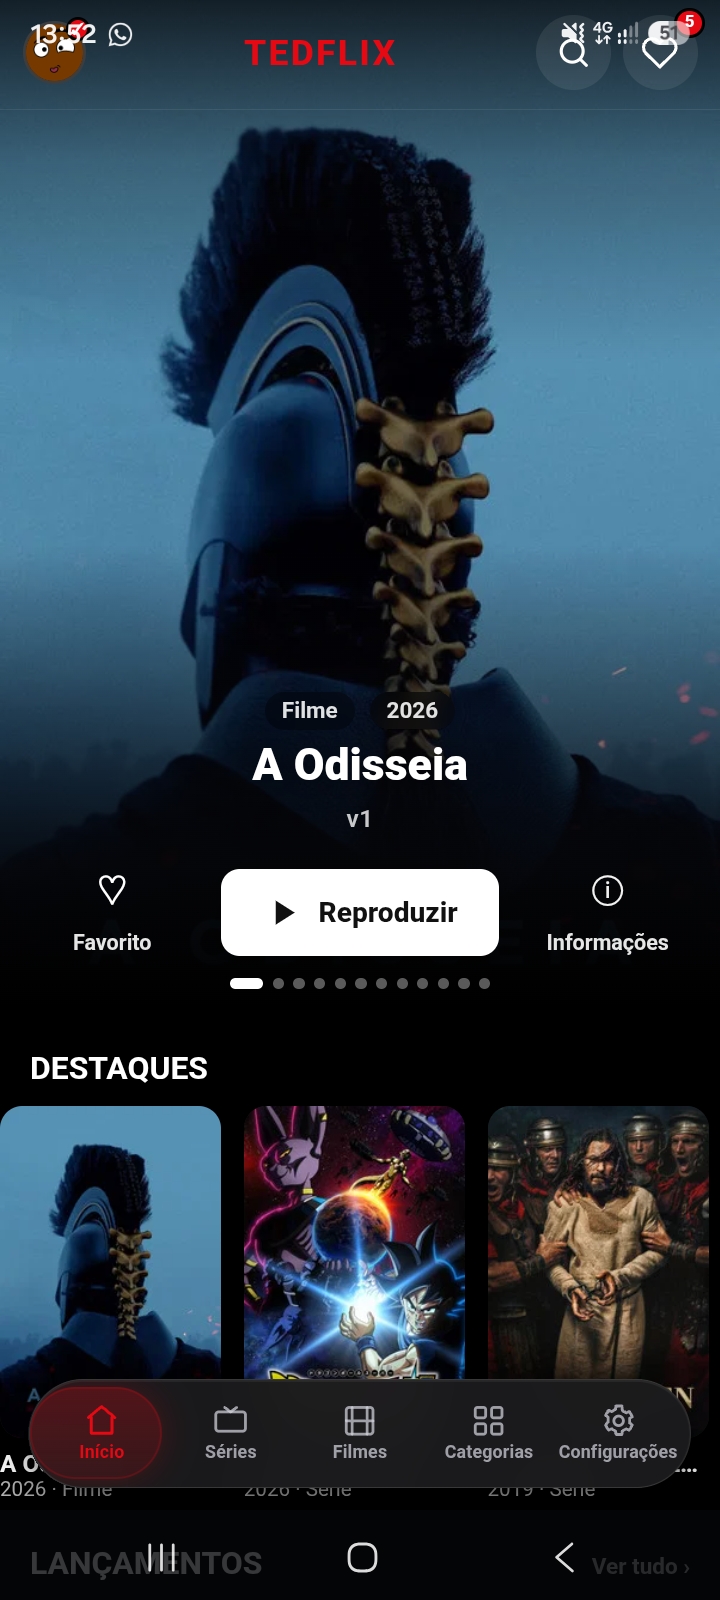 13:52
4G
51
5
TEDFLIX
Filme
2026
A Odisseia
v1
Favorito
Reproduzir
Informações
DESTAQUES
Início
Séries
Filmes
Categorias
Configurações
A O
...
2026 · Filme
2026 · Série
2019 · Série
LANÇAMENTOS
Ver tudo ›